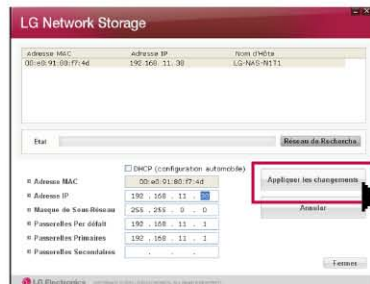 LG Network Storage
Adresse MAC Adresse IP Nom d'Hôte
00:e0:91:80:f7:4d 192.168.11.30 LG-NAS-N1T1
Etat Réseau de Recherche
DHCP (configuration automobile)
Adresse MAC 00:e0:91:80:f7:4d Appliquer les changements
Adresse IP 192 . 168 . 11 .
Masque de Sous-Réseau 255 . 255 . 0 . 0 Annuler
Passerelles Par défaut 192 . 168 . 11 . 1
Passerelles Primaires 192 . 168 . 11 . 1
Passerelles Secondaires . . .
Fermer
LG Electronics